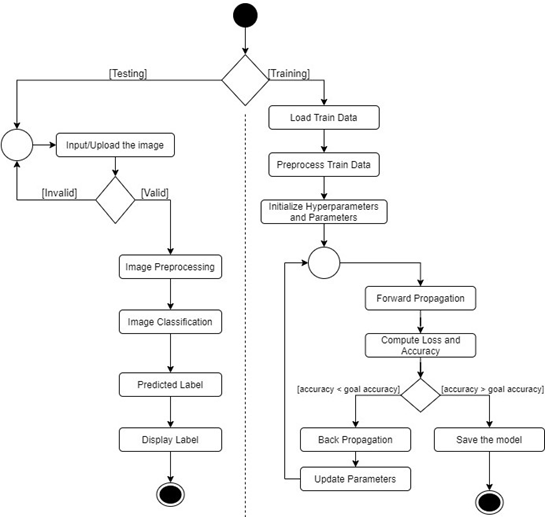 [Testing]
[Training]
Load Train Data
Input/Upload the image
Preprocess Train Data
[Invalid]
[Valid]
Initialize Hyperparameters
and Parameters
Image Preprocessing
Forward Propagation
Image Classification
Compute Loss and
Accuracy
Predicted Label
[accuracy < goal accuracy]
[accuracy > goal accuracy]
Display Label
Back Propagation
Save the model
Update Parameters